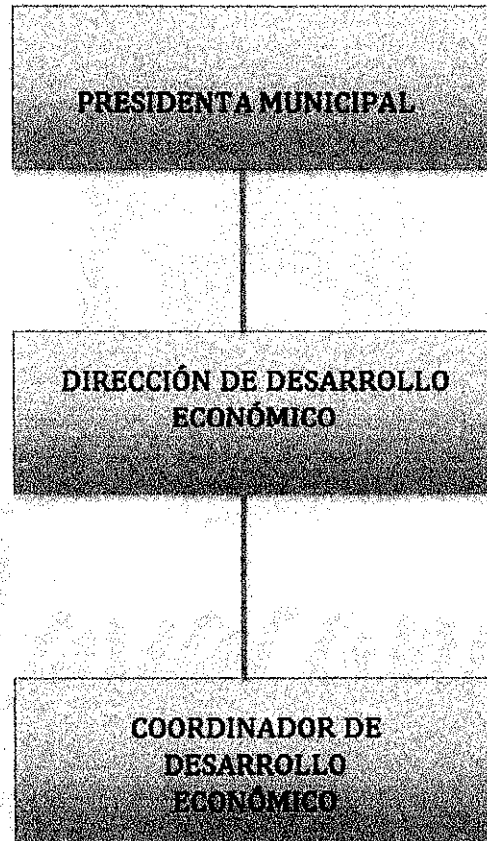 PRESIDENTA MUNICIPAL
DIRECCIÓN DE DESARROLLO
ECONÓMICO
COORDINADOR DE
DESARROLLO
ECONÓMICO